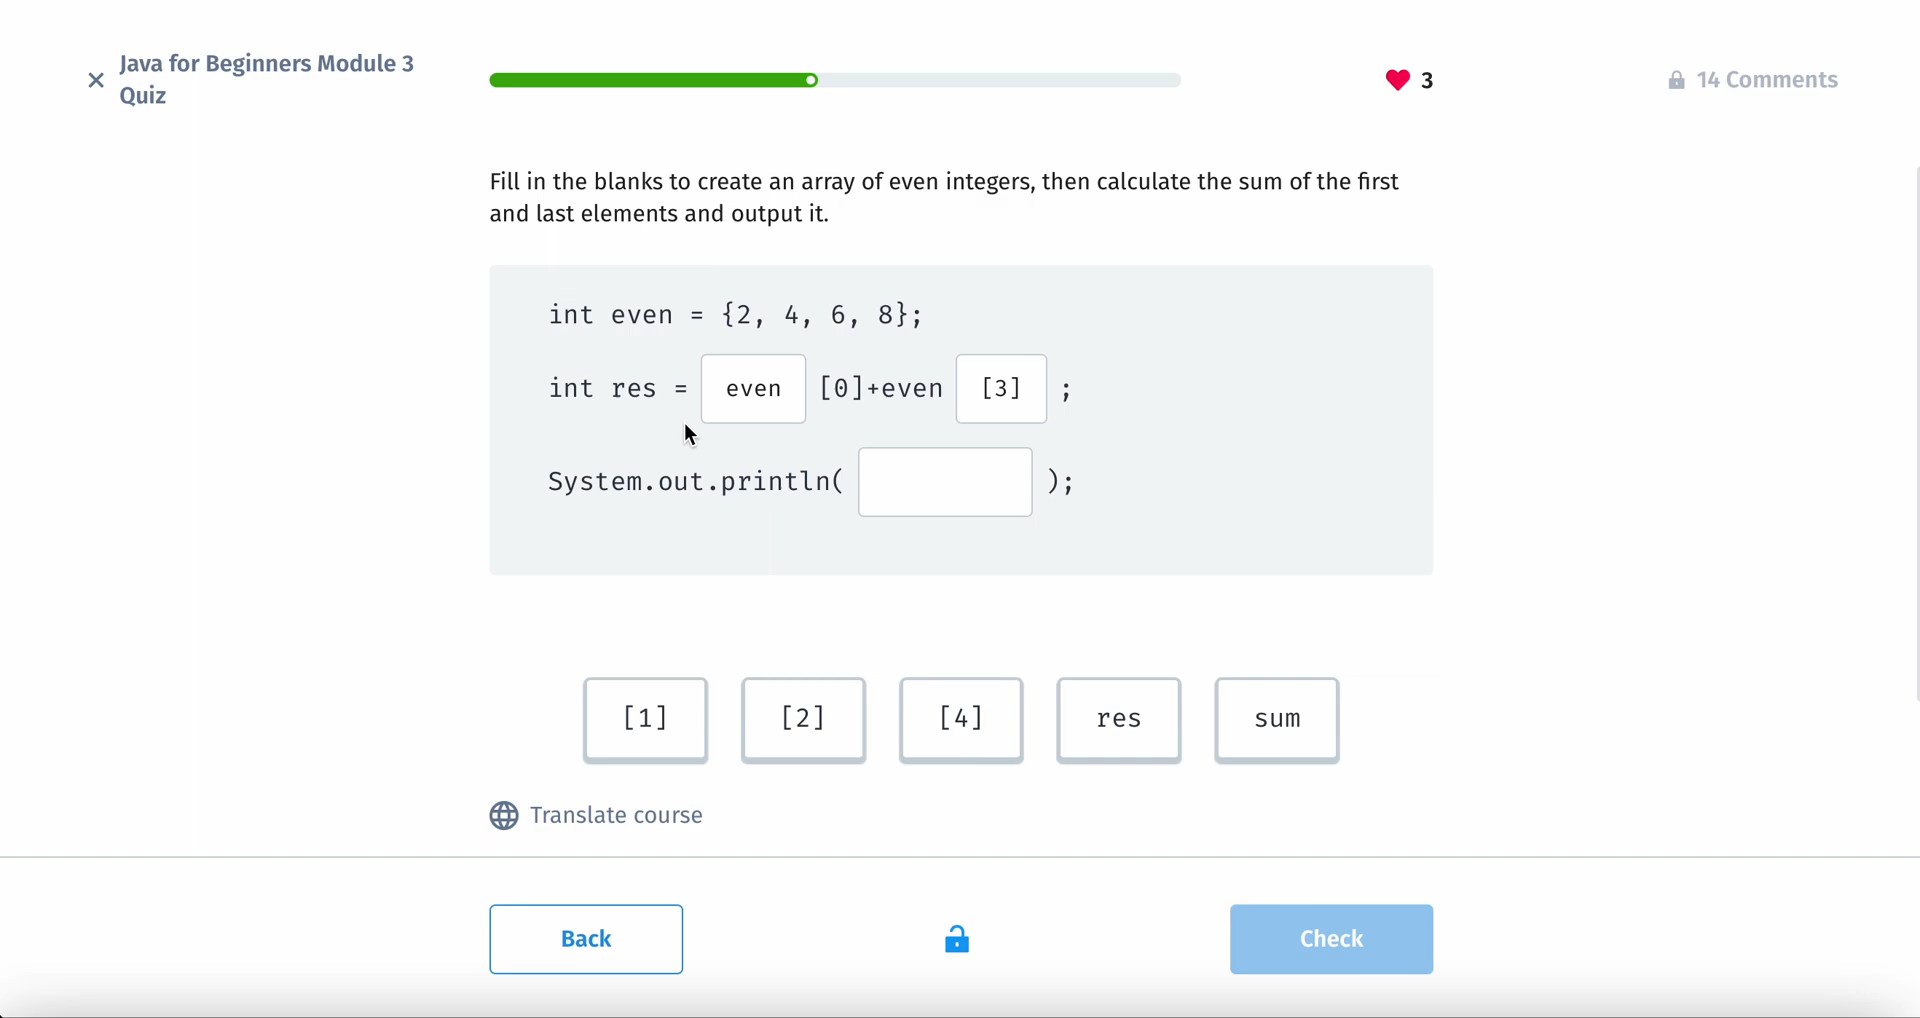 Java for Beginners Module 3
Quiz
3
14 Comments
Fill in the blanks to create an array of even integers, then calculate the sum of the first
and last elements and output it.
int even = {2, 4, 6, 8};
int res = even [0]+even [3] ;
System.out.println( );
[1] [2] [4] res sum
Translate course
Back
Check